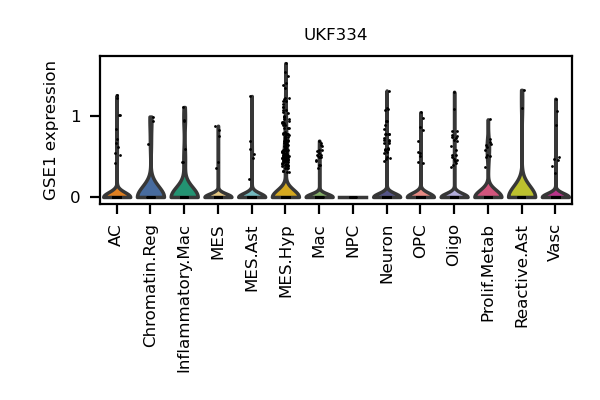 UKF334
GSE1 expression
1
0
AC
Chromatin.Reg
Inflammatory.Mac
MES
MES.Ast
MES.Hyp
Mac
NPC
Neuron
OPC
Oligo
Prolif.Metab
Reactive.Ast
Vasc